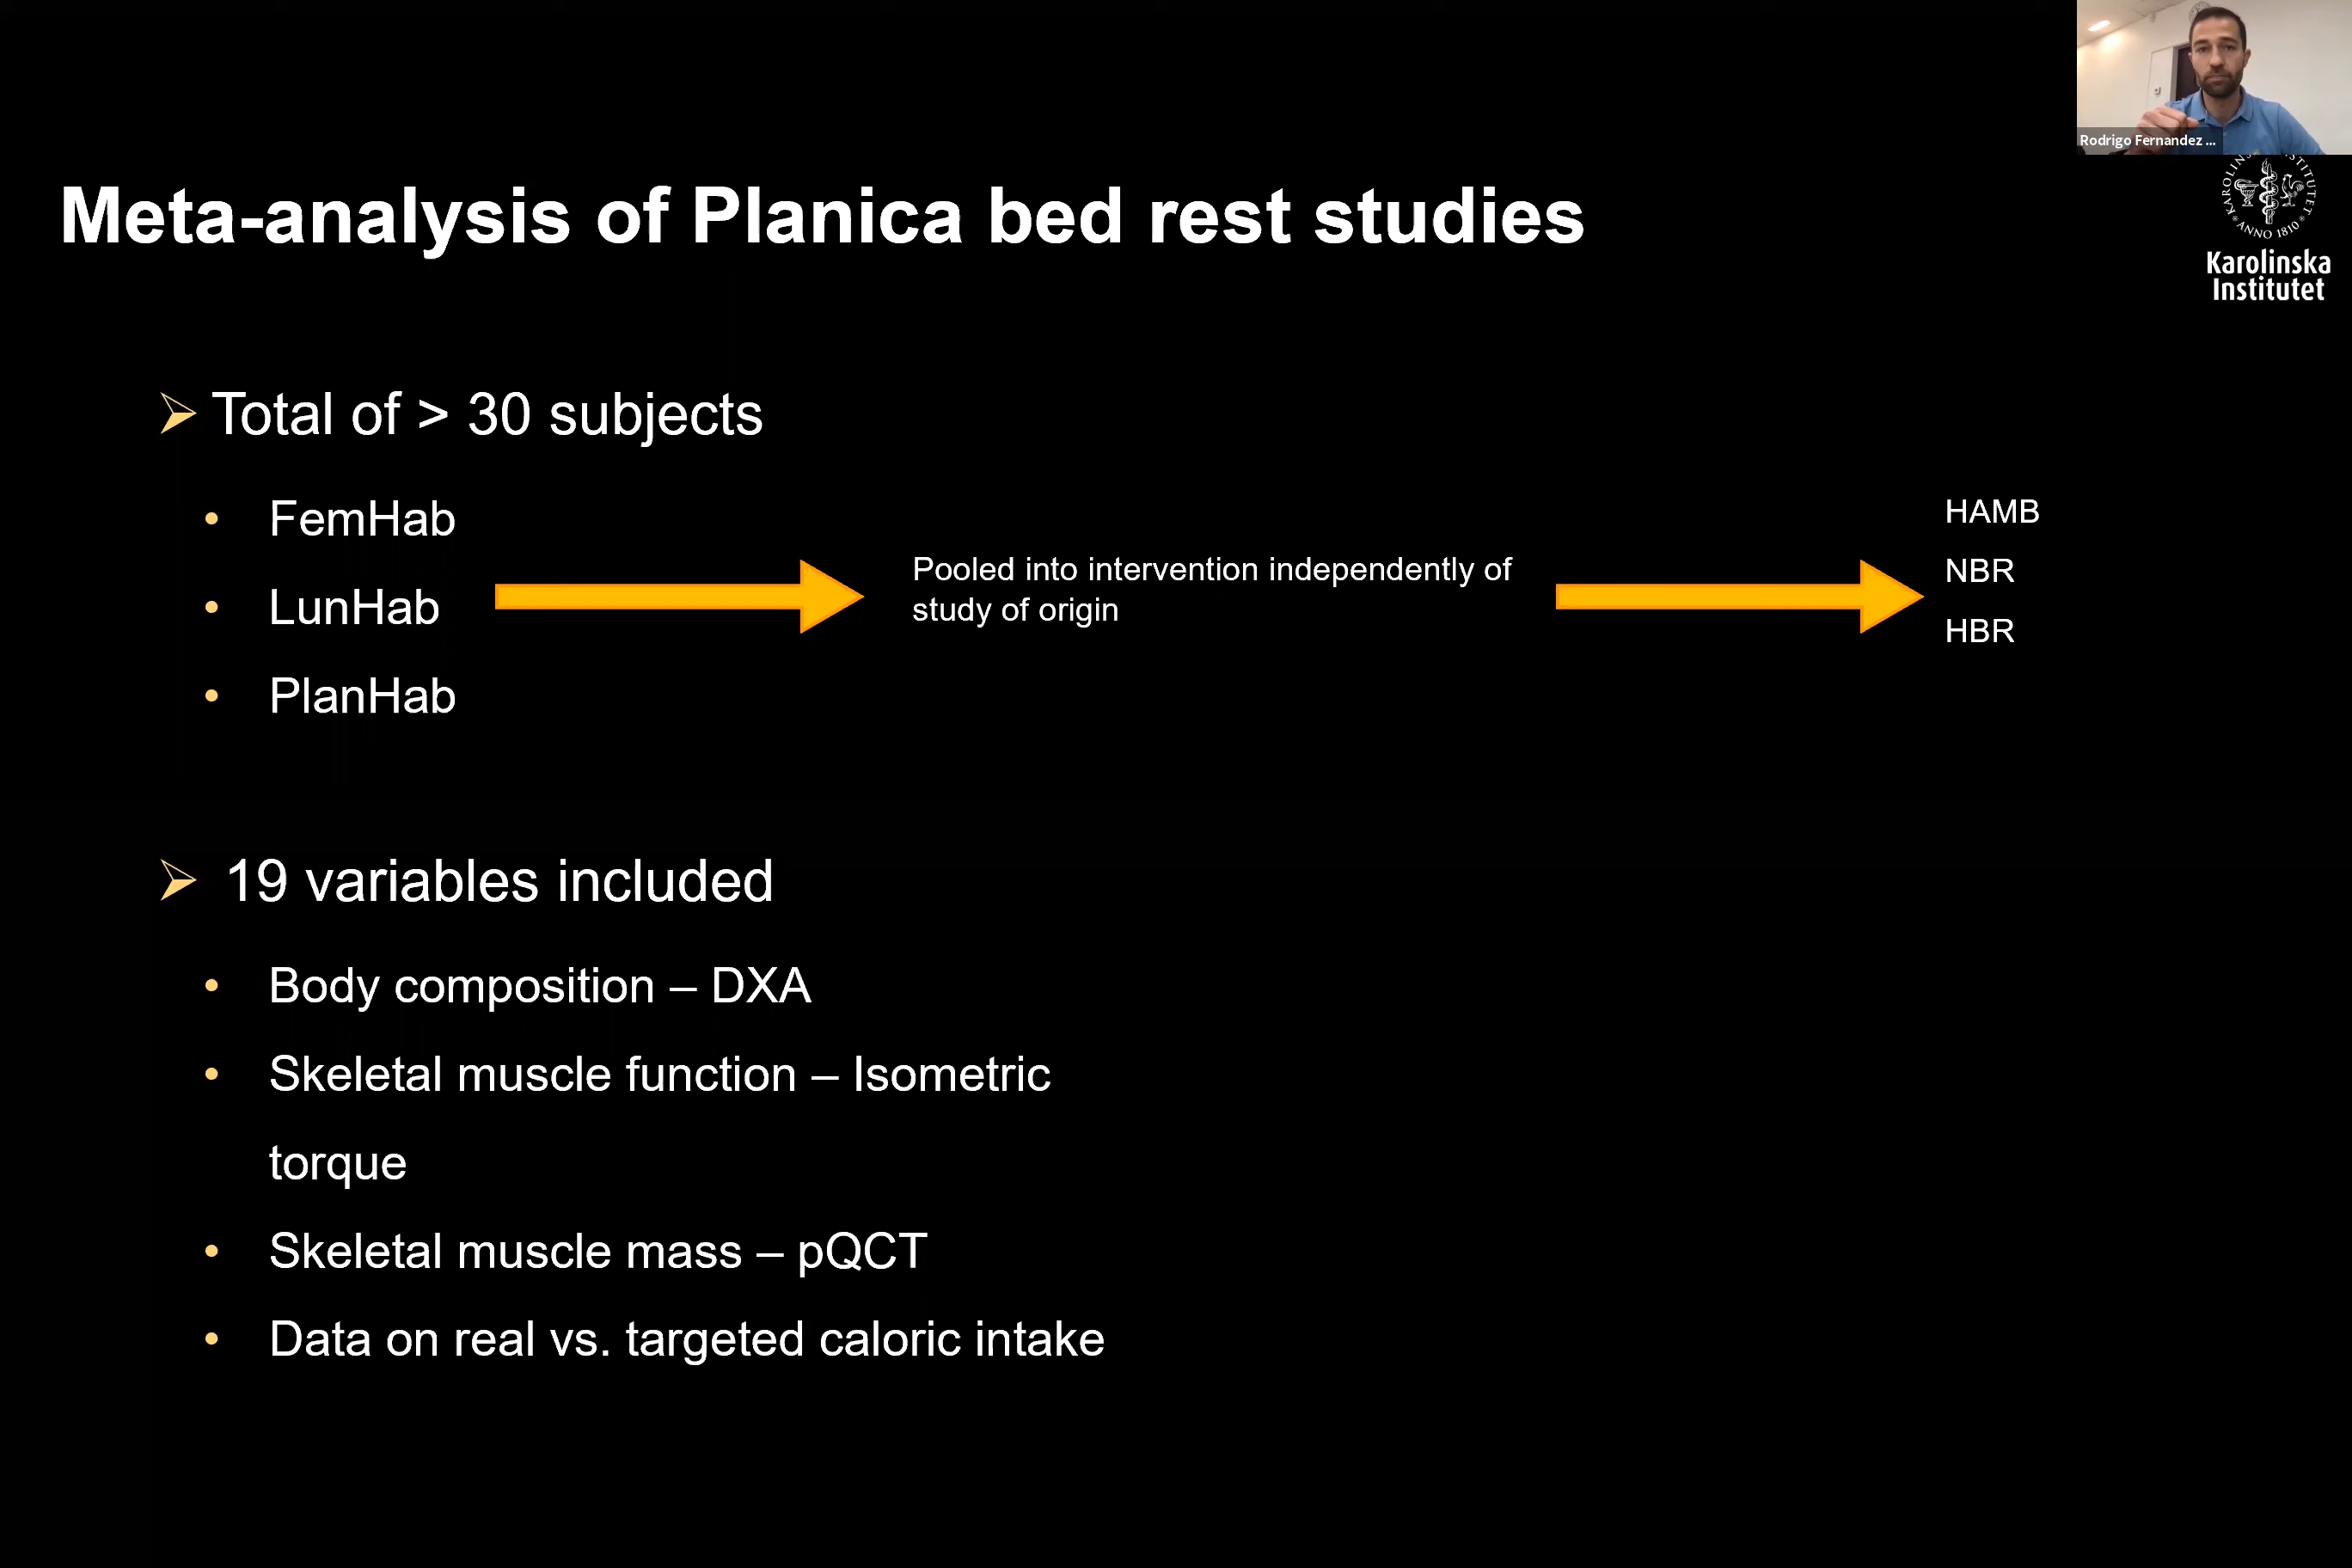 Rodrigo Fernandez ...
Meta-analysis of Planica bed rest studies
ANNO 1810
Karolinska
Institutet
Total of > 30 subjects
• FemHab
• LunHab
• PlanHab
Pooled into intervention independently of
study of origin
HAMB
NBR
HBR
19 variables included
• Body composition – DXA
• Skeletal muscle function – Isometric
torque
• Skeletal muscle mass – pQCT
• Data on real vs. targeted caloric intake